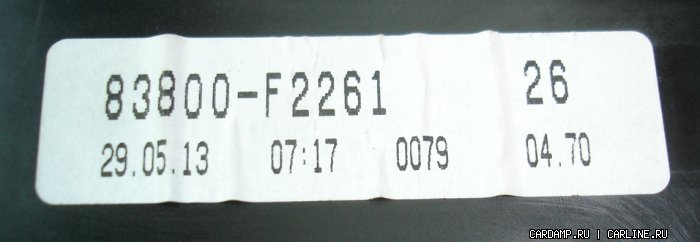 83800-F2261 26
29.05.13 07:17 0079 04.70
CARDAMP.RU | CARLINE.RU